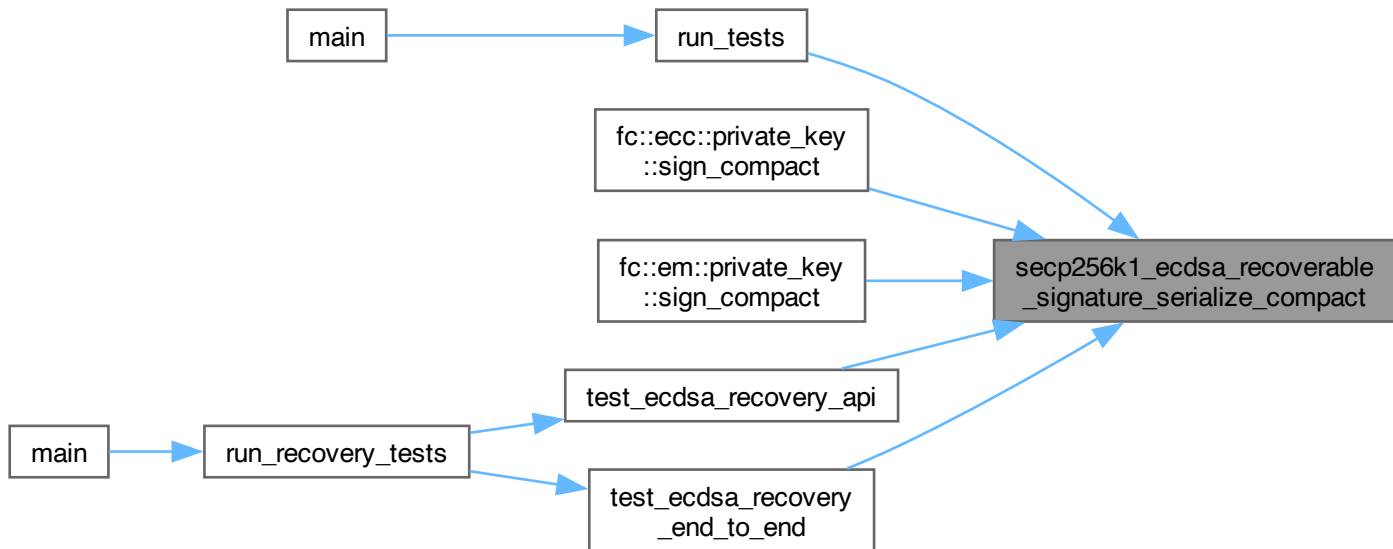 main
run_tests
fc::ecc::private_key
::sign_compact
fc::em::private_key
::sign_compact
secp256k1_ecdsa_recoverable
_signature_serialize_compact
test_ecdsa_recovery_api
main
run_recovery_tests
test_ecdsa_recovery
_end_to_end